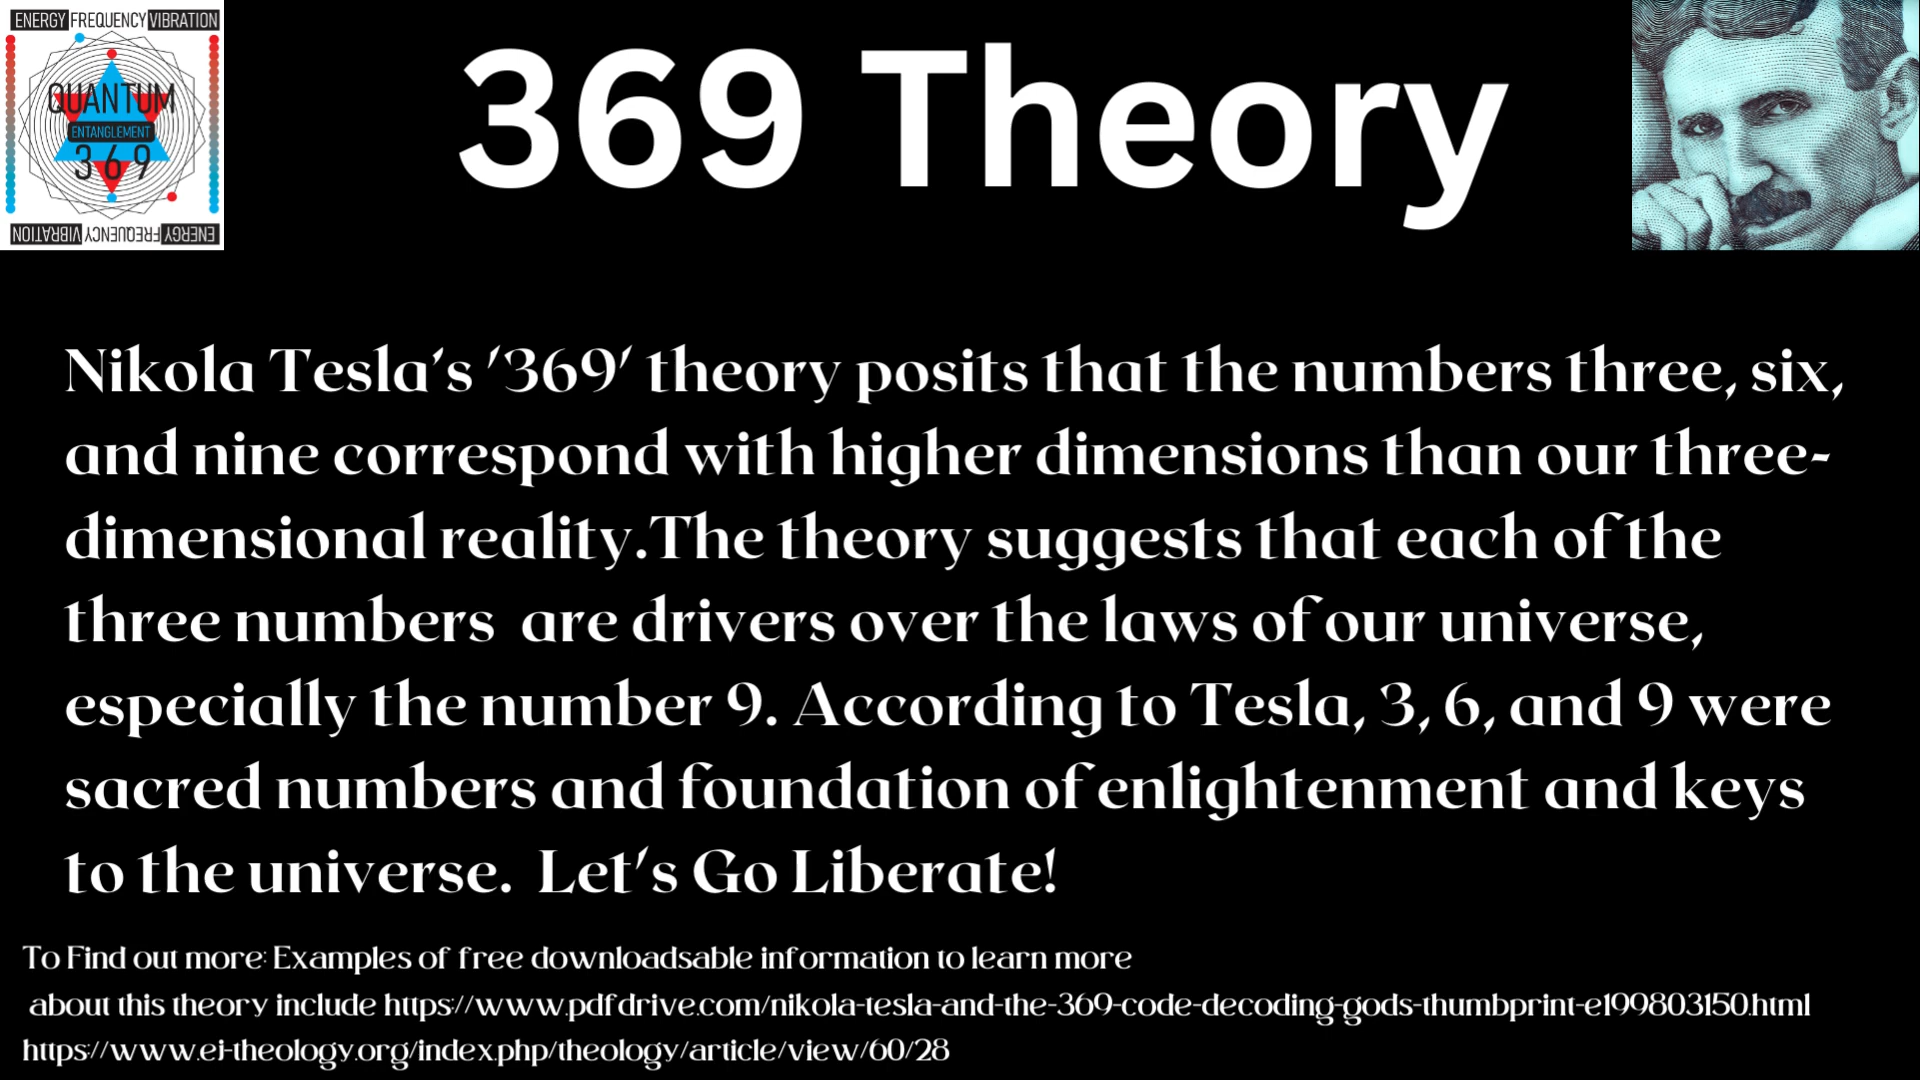 ENERGY FREQUENCY VIBRATION
QUANTUM
ENTANGLEMENT
3 6 9
ENERGY FREQUENCY VIBRATION
369 Theory
Nikola Tesla's '369' theory posits that the numbers three, six,
and nine correspond with higher dimensions than our three-
dimensional reality.The theory suggests that each of the
three numbers  are drivers over the laws of our universe,
especially the number 9. According to Tesla, 3, 6, and 9 were
sacred numbers and foundation of enlightenment and keys
to the universe.  Let's Go Liberate!
To Find out more: Examples of free downloadsable information to learn more
about this theory include https://www.pdfdrive.com/nikola-tesla-and-the-369-code-decoding-gods-thumbprint-e199803150.html
https://www.ej-theology.org/index.php/theology/article/view/60/28